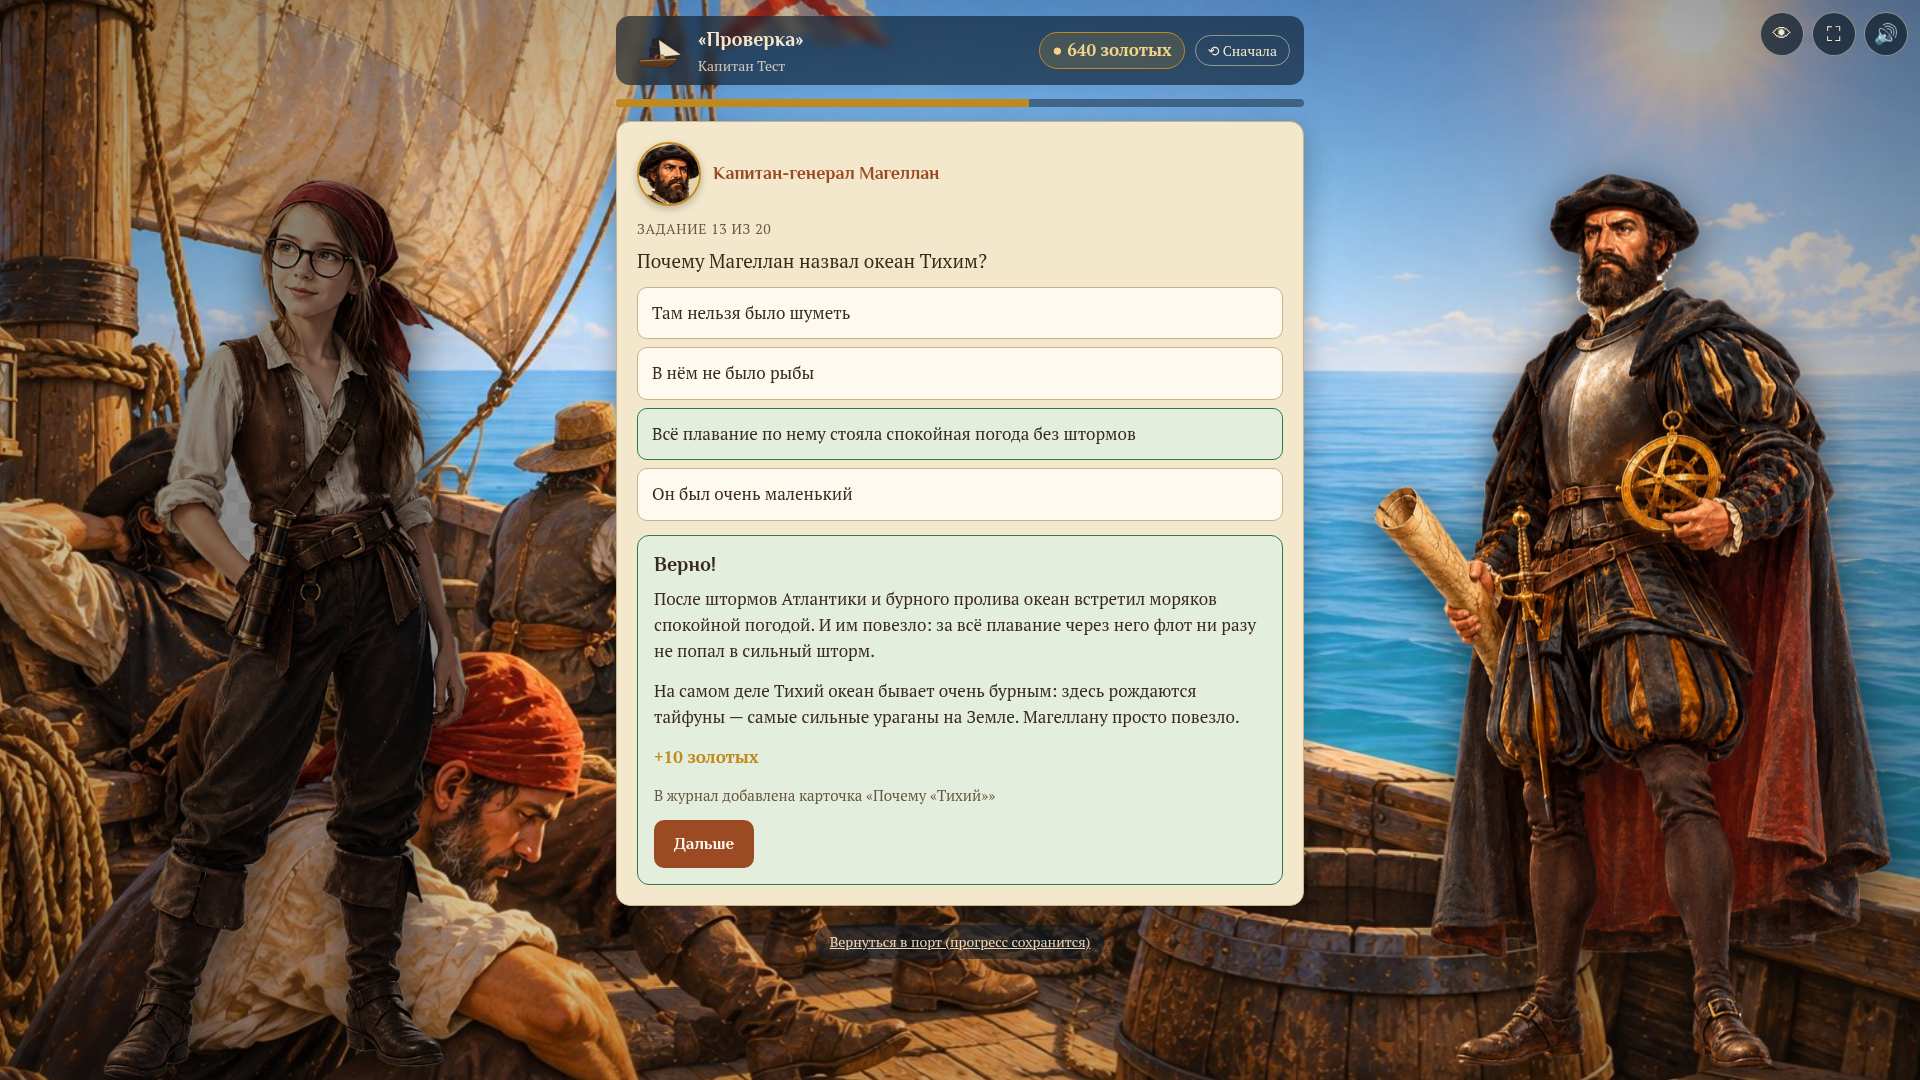 «Проверка»
Капитан Тест
● 640 золотых
⟲ Сначала
Капитан-генерал Магеллан
ЗАДАНИЕ 13 ИЗ 20
Почему Магеллан назвал океан Тихим?
Там нельзя было шуметь
В нём не было рыбы
Всё плавание по нему стояла спокойная погода без штормов
Он был очень маленький
Верно!
После штормов Атлантики и бурного пролива океан встретил моряков
спокойной погодой. И им повезло: за всё плавание через него флот ни разу
не попал в сильный шторм.
На самом деле Тихий океан бывает очень бурным: здесь рождаются
тайфуны — самые сильные ураганы на Земле. Магеллану просто повезло.
+10 золотых
В журнал добавлена карточка «Почему «Тихий»»
Дальше
Вернуться в порт (прогресс сохранится)